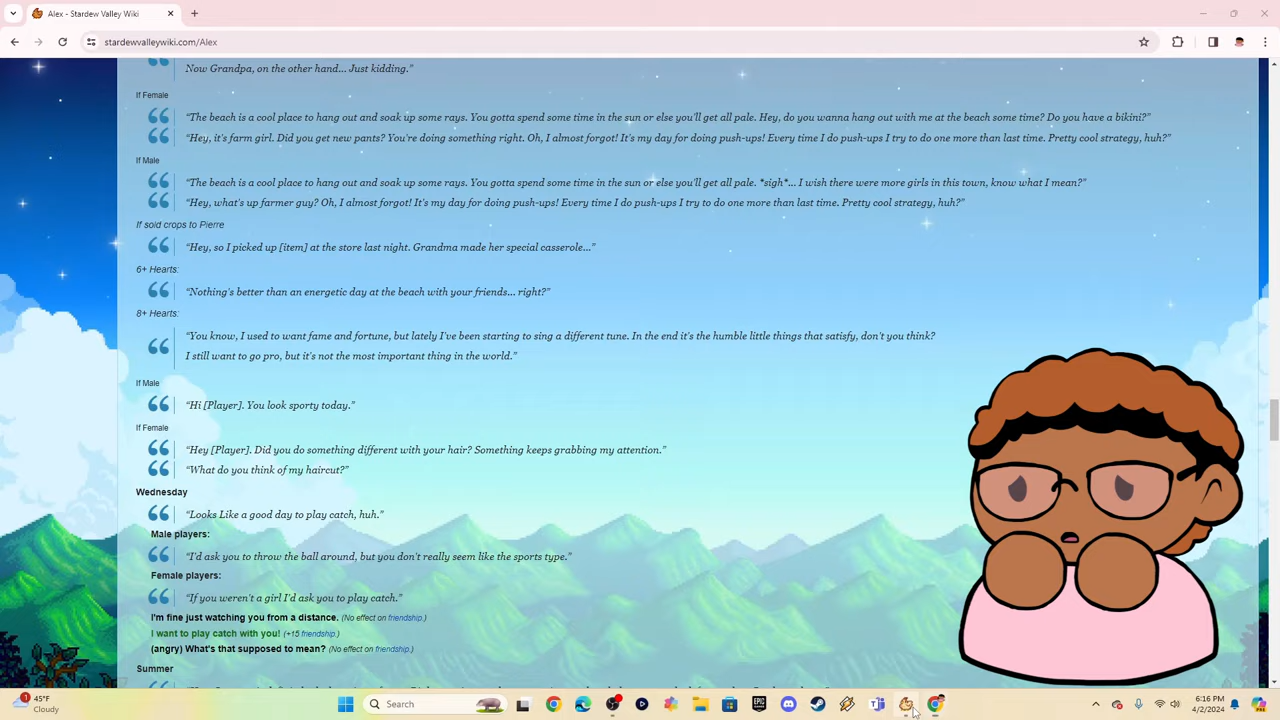 Alex - Stardew Valley Wiki
stardewvalleywiki.com/Alex
Now Grandpa, on the other hand... Just kidding."
If Female
"The beach is a cool place to hang out and soak up some rays. You gotta spend some time in the sun or else you'll get all pale. Hey, do you wanna hang out with me at the beach some time? Do you have a bikini?"
"Hey, it's farm girl. Did you get new pants? You're doing something right. Oh, I almost forgot! It's my day for doing push-ups! Every time I do push-ups I try to do one more than last time. Pretty cool strategy, huh?"
If Male
"The beach is a cool place to hang out and soak up some rays. You gotta spend some time in the sun or else you'll get all pale. *sigh*... I wish there were more girls in this town, know what I mean?"
"Hey, what's up farmer guy? Oh, I almost forgot! It's my day for doing push-ups! Every time I do push-ups I try to do one more than last time. Pretty cool strategy, huh?"
If sold crops to Pierre
"Hey, so I picked up [item] at the store last night. Grandma made her special casserole..."
6+ Hearts:
"Nothing's better than an energetic day at the beach with your friends... right?"
8+ Hearts:
"You know, I used to want fame and fortune, but lately I've been starting to sing a different tune. In the end it's the humble little things that satisfy, don't you think?
I still want to go pro, but it's not the most important thing in the world."
If Male
"Hi [Player]. You look sporty today."
If Female
"Hey [Player]. Did you do something different with your hair? Something keeps grabbing my attention."
"What do you think of my haircut?"
Wednesday
"Looks Like a good day to play catch, huh."
Male players:
"I'd ask you to throw the ball around, but you don't really seem like the sports type."
Female players:
"If you weren't a girl I'd ask you to play catch."
I'm fine just watching you from a distance. (No effect on friendship.)
I want to play catch with you! (+15 friendship.)
(angry) What's that supposed to mean? (No effect on friendship.)
Summer
1
45°F
Cloudy
Search
EPIC
6:16 PM
4/2/2024